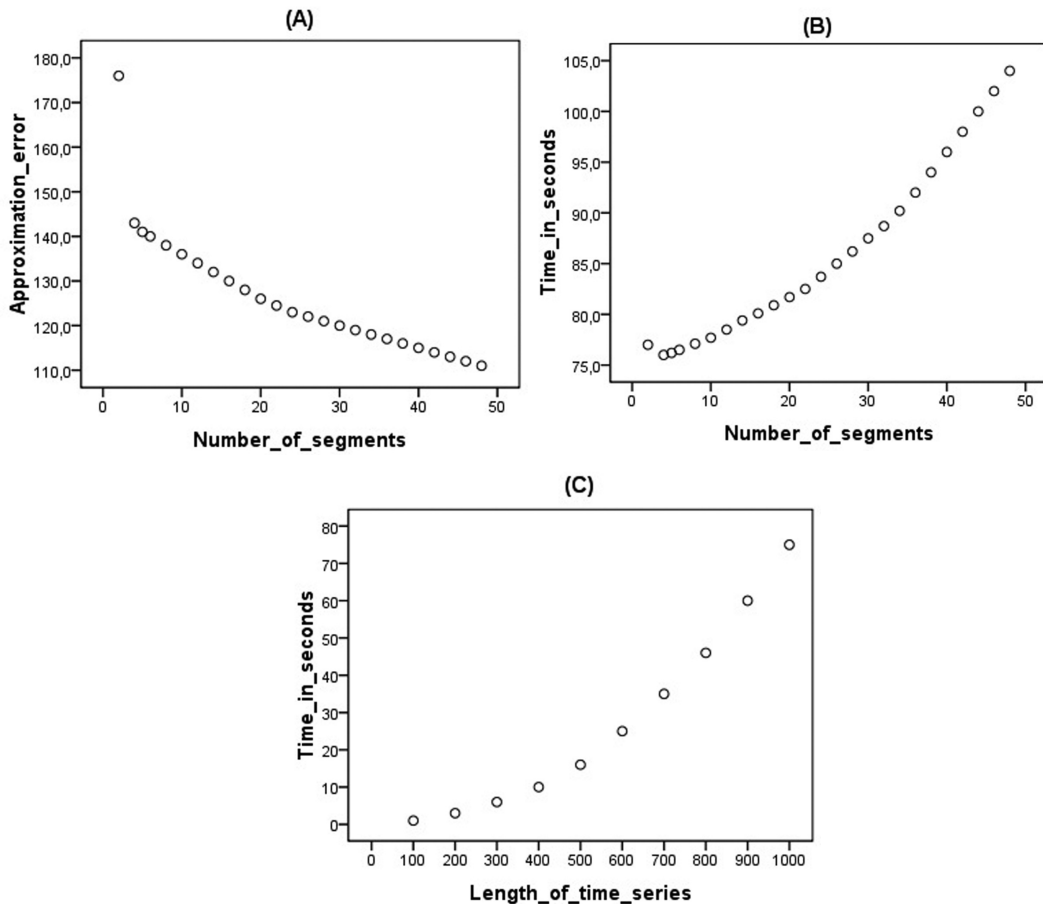 (A)
180,0
170,0
160,0
150,0
140,0
130,0
120,0
110,0
Approximation_error
0 10 20 30 40 50
Number_of_segments
(B)
105,0
100,0
95,0
90,0
85,0
80,0
75,0
Time_in_seconds
0 10 20 30 40 50
Number_of_segments
(C)
80
70
60
50
40
30
20
10
0
Time_in_seconds
0 100 200 300 400 500 600 700 800 900 1000
Length_of_time_series